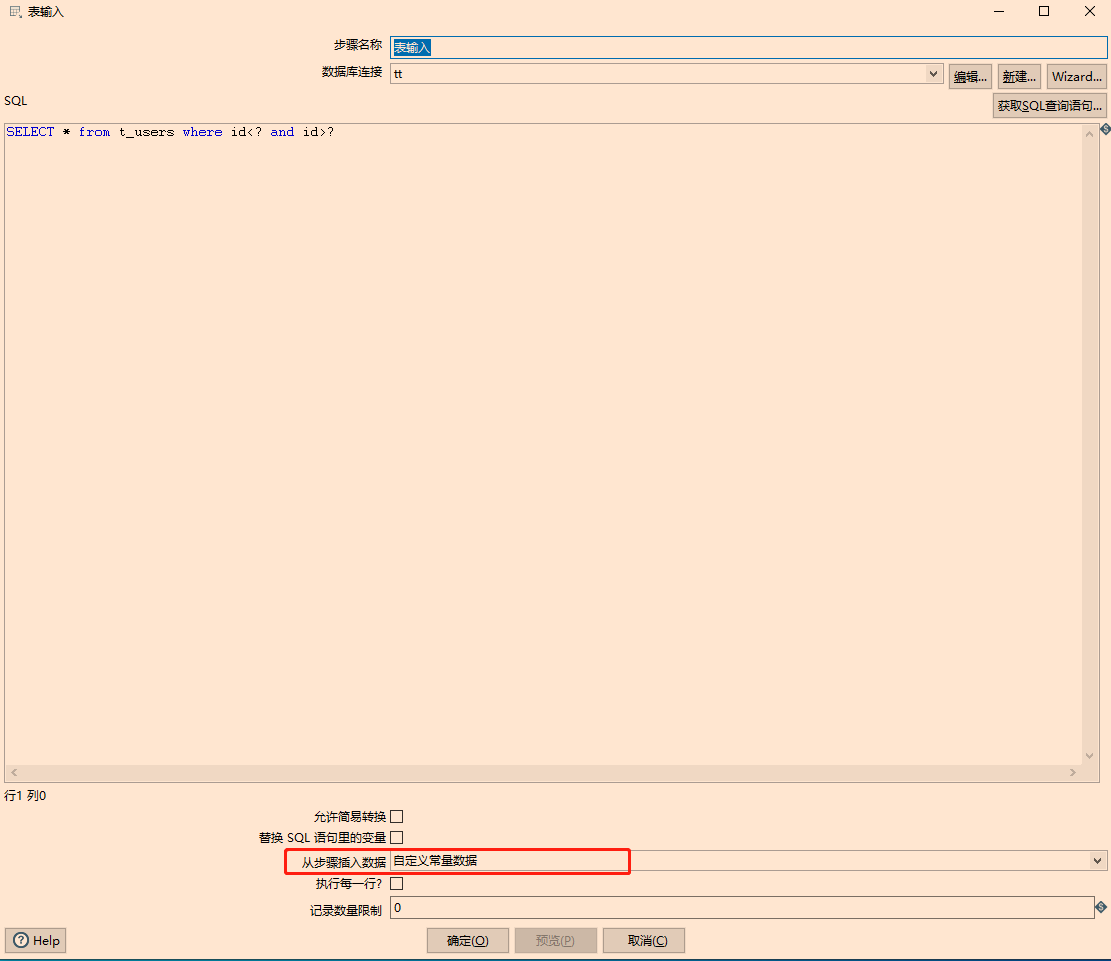 表输入
步骤名称 表输入
数据库连接 tt 编辑... 新建... Wizard...
SQL 获取SQL查询语句...
SELECT * from t_users where id<? and id>?
行1 列0
允许简易转换
替换 SQL 语句里的变量
从步骤插入数据 自定义常量数据
执行每一行?
记录数量限制 0
Help 确定(O) 预览(P) 取消(C)